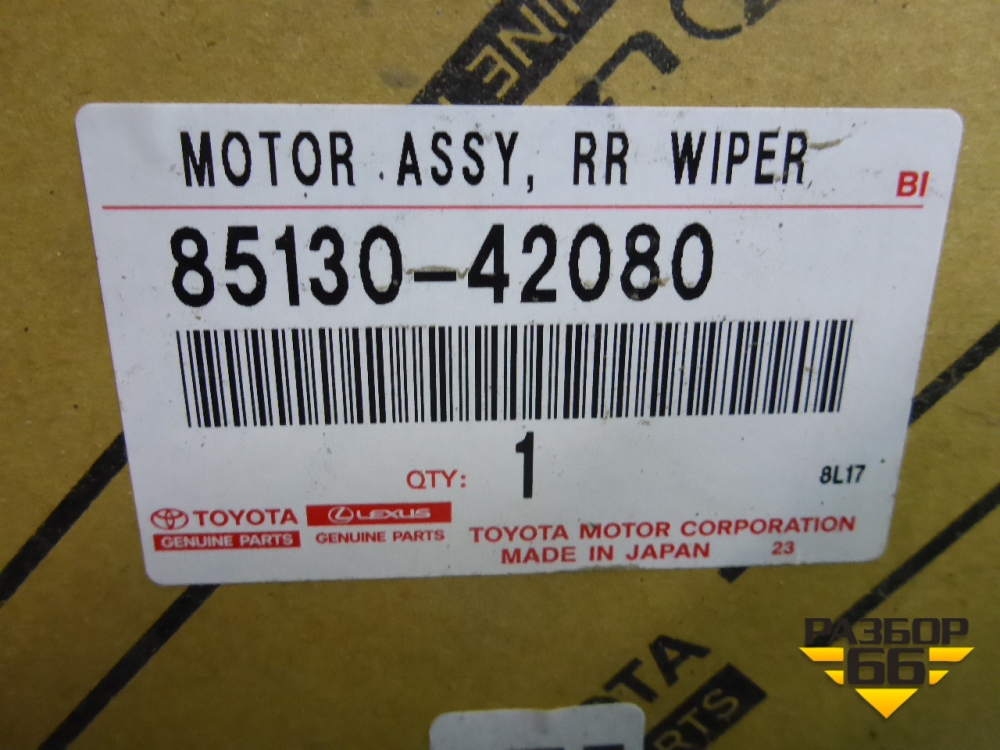 MOTOR ASSY, RR WIPER
BI
85130-42080
QTY: 1
8L17
TOYOTA
GENUINE PARTS
LEXUS
GENUINE PARTS
TOYOTA MOTOR CORPORATION
MADE IN JAPAN 23
РАЗБОР
66